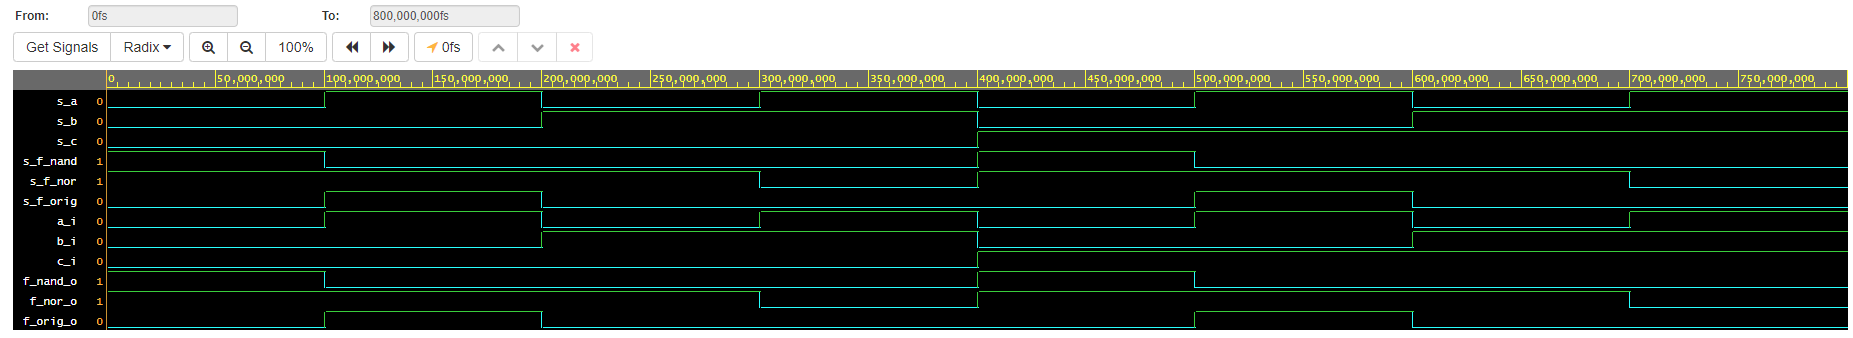 From: 0fs To: 800,000,000fs
Get Signals Radix 100% 0fs
0 50,000,000 100,000,000 150,000,000 200,000,000 250,000,000 300,000,000 350,000,000 400,000,000 450,000,000 500,000,000 550,000,000 600,000,000 650,000,000 700,000,000 750,000,000
s_a 0
s_b 0
s_c 0
s_f_nand 1
s_f_nor 1
s_f_orig 0
a_i 0
b_i 0
c_i 0
f_nand_o 1
f_nor_o 1
f_orig_o 0